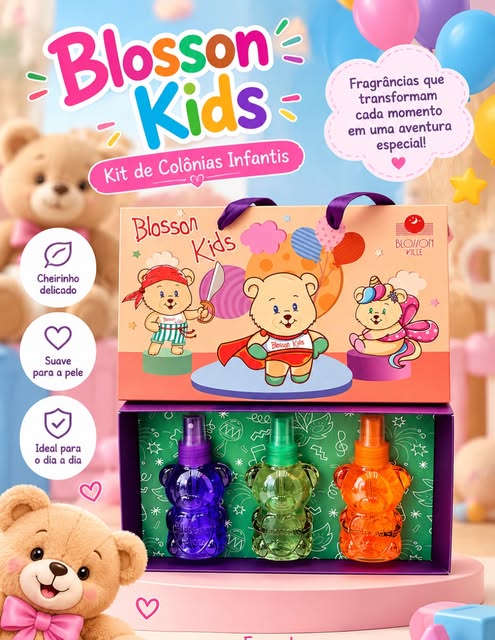 Blosson
Kids
Kit de Colônias Infantis
Fragrâncias que
transformam
cada momento
em uma aventura
especial!
Cheirinho
delicado
Suave
para a pele
Ideal para
o dia a dia
Blosson
Kids
BLOSSON
KILLE
Blosson Kids